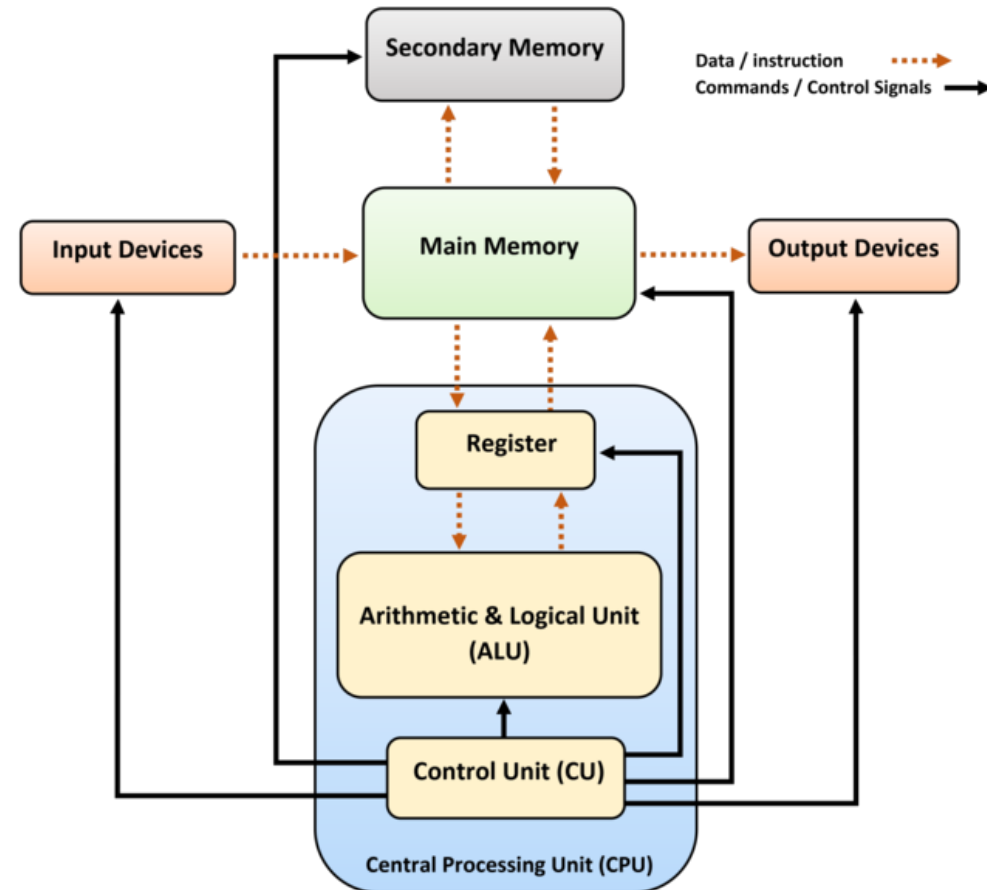 Secondary Memory
Data / instruction
Commands / Control Signals
Input Devices
Main Memory
Output Devices
Register
Arithmetic & Logical Unit
(ALU)
Control Unit (CU)
Central Processing Unit (CPU)